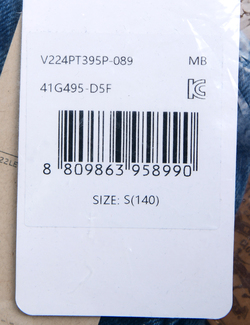 V224PT395P-089 MB
41G495-D5F
8 809863 958990
SIZE: S(140)